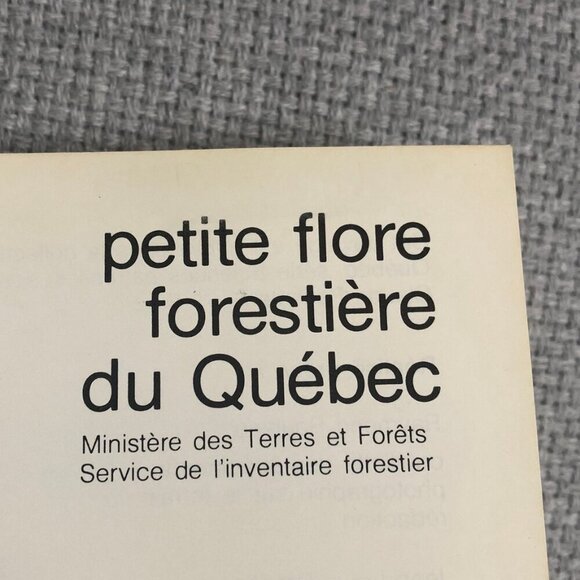 petite flore
forestière
du Québec
Ministère des Terres et Forêts
Service de l'inventaire forestier